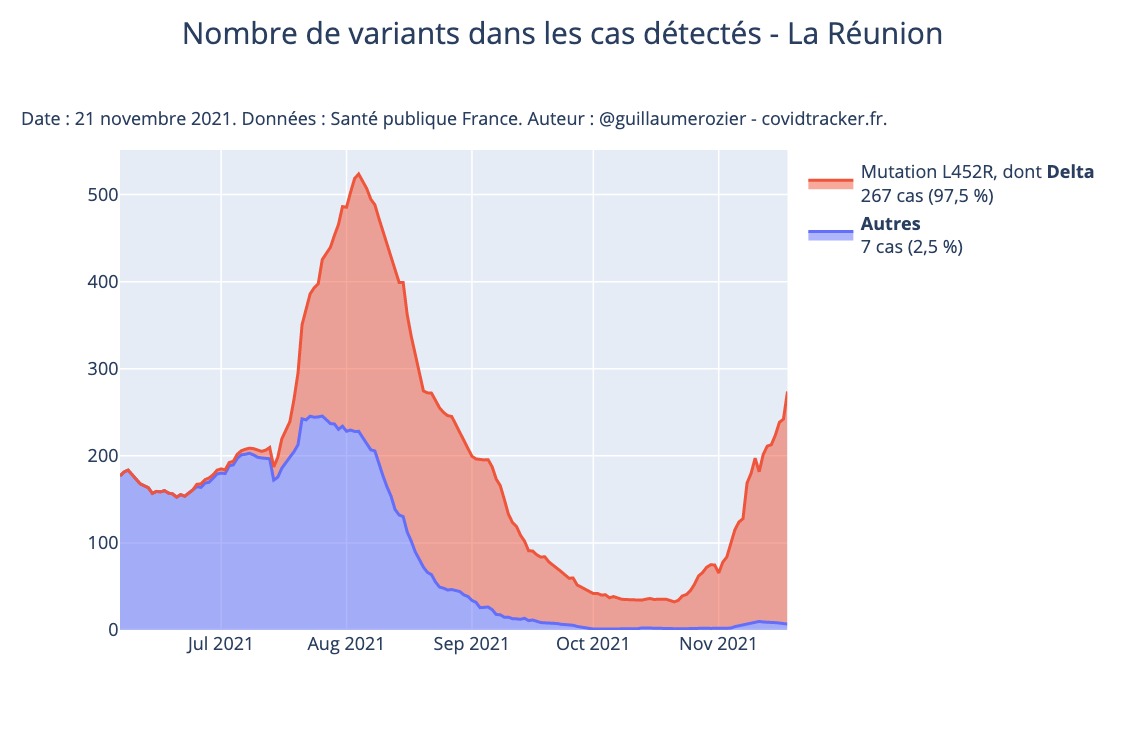 Nombre de variants dans les cas détectés - La Réunion
Date : 21 novembre 2021. Données : Santé publique France. Auteur : @guillaumerozier - covidtracker.fr.
Mutation L452R, dont Delta
267 cas (97,5 %)
Autres
7 cas (2,5 %)
500
400
300
200
100
0
Jul 2021 Aug 2021 Sep 2021 Oct 2021 Nov 2021